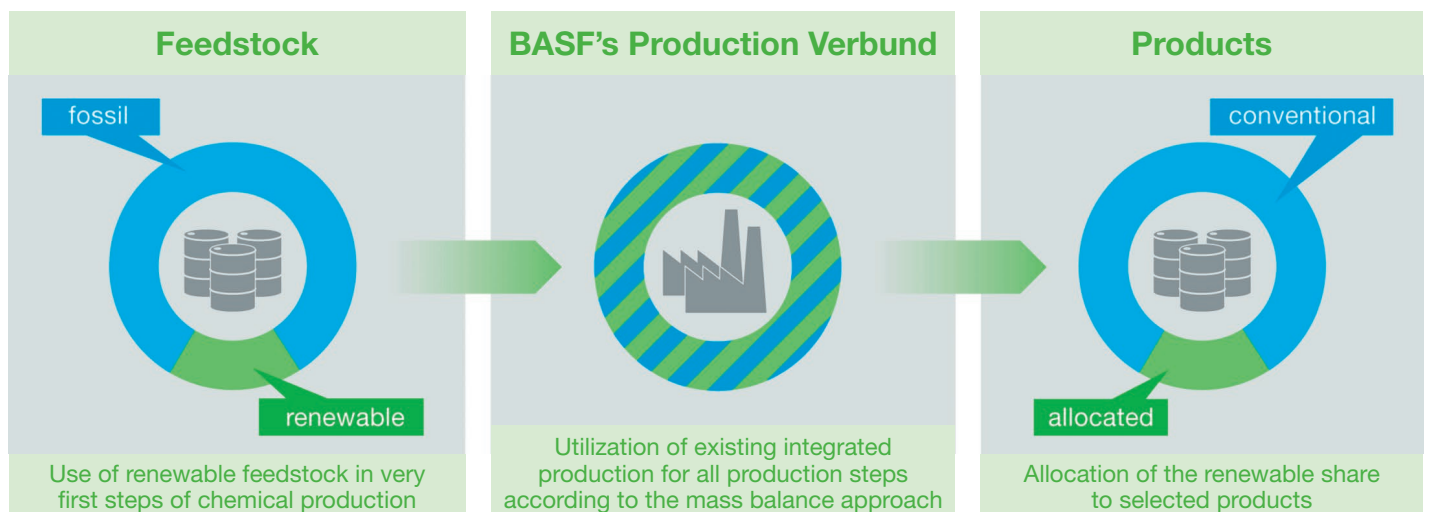 Feedstock
fossil
renewable
Use of renewable feedstock in very
first steps of chemical production
BASF’s Production Verbund
Utilization of existing integrated
production for all production steps
according to the mass balance approach
Products
conventional
allocated
Allocation of the renewable share
to selected products